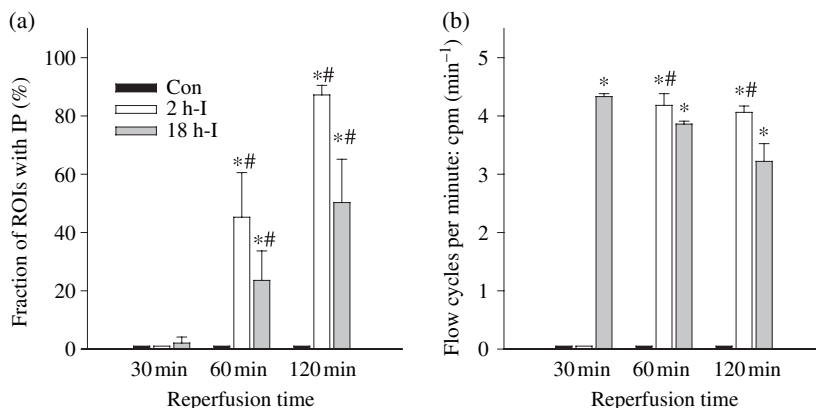 (a)
Fraction of ROIs with IP (%)
100
80
60
40
20
0
Con
2 h-I
18 h-I
*#
*#
*#
*#
30 min
60 min
120 min
Reperfusion time
(b)
Flow cycles per minute: cpm (min⁻¹)
5
4
3
2
1
0
*
*#
*
*#
*
30 min
60 min
120 min
Reperfusion time